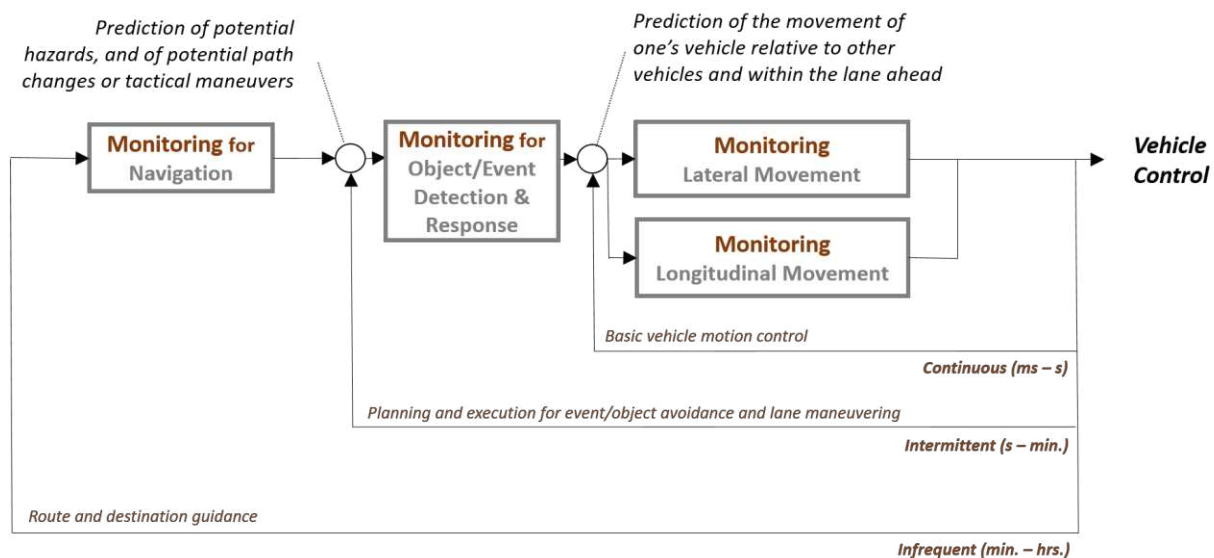 Prediction of potential
hazards, and of potential path
changes or tactical maneuvers
Prediction of the movement of
one's vehicle relative to other
vehicles and within the lane ahead
Monitoring for
Navigation
Monitoring for
Object/Event
Detection &
Response
Monitoring
Lateral Movement
Monitoring
Longitudinal Movement
Vehicle
Control
Basic vehicle motion control
Continuous (ms – s)
Planning and execution for event/object avoidance and lane maneuvering
Intermittent (s – min.)
Route and destination guidance
Infrequent (min. – hrs.)